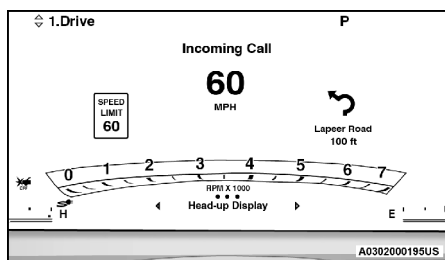 1.Drive
P
Incoming Call
60
MPH
SPEED
LIMIT
60
Lapeer Road
100 ft
0 1 2 3 4 5 6 7
RPM X 1000
OFF
H
Head-up Display
E
A0302000195US